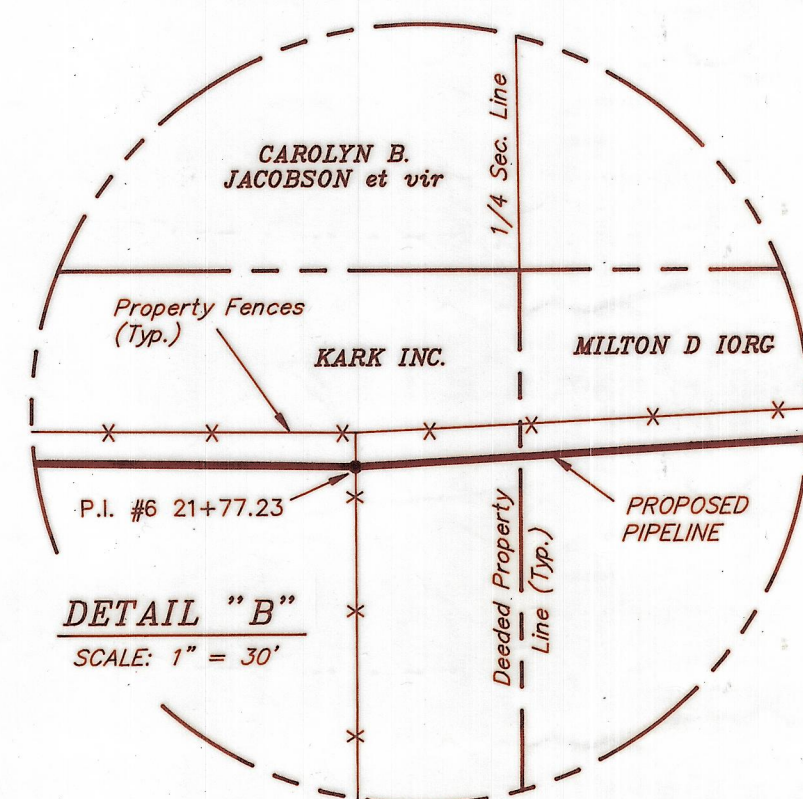 CAROLYN B.
JACOBSON et vir
1/4 Sec. Line
Property Fences
(Typ.)
KARK INC.
MILTON D IORG
P.I. #6 21+77.23
PROPOSED
PIPELINE
Deeded Property
Line (Typ.)
DETAIL "B"
SCALE: 1" = 30'